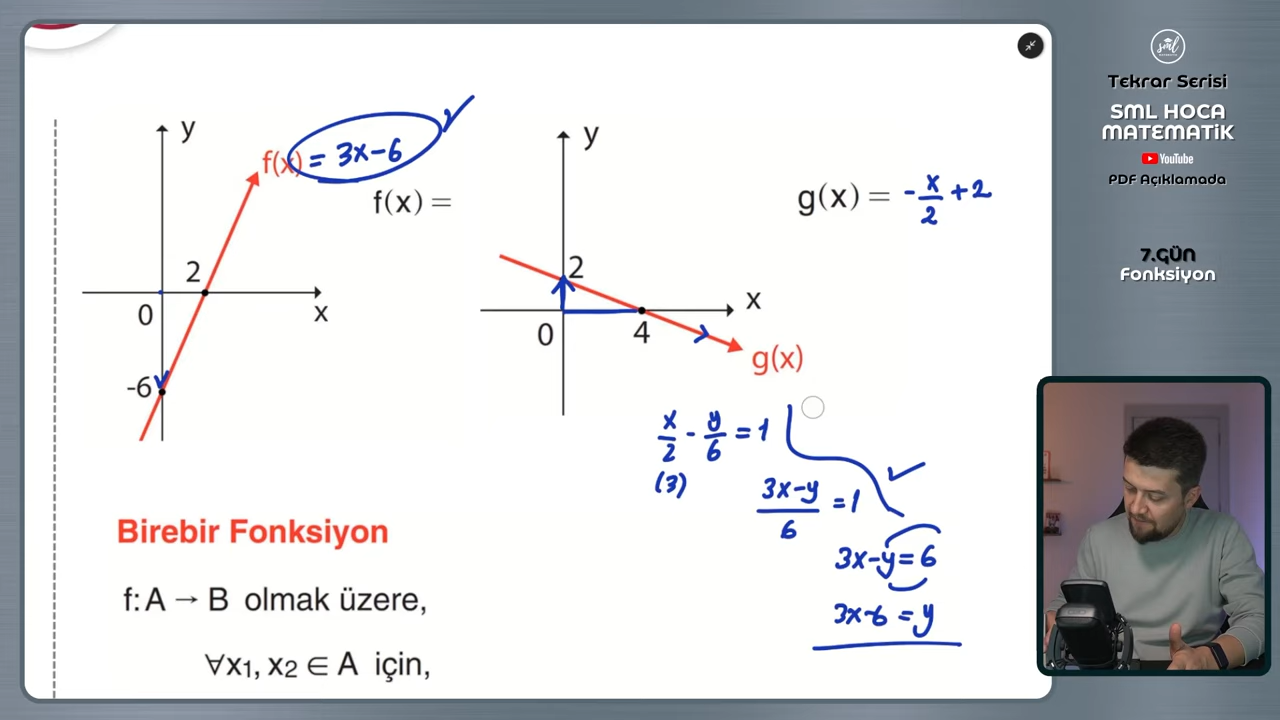 y
f(x) = 3x-6
f(x) =
2
0
x
-6
y
g(x) = -x/2 + 2
2
x
0
4
g(x)
x/2 - y/6 = 1
(3)
3x-y/6 = 1
3x-y=6
3x-6=y
Birebir Fonksiyon
f: A → B olmak üzere,
∀x₁, x₂ ∈ A için,
sml
Tekrar Serisi
SML HOCA
MATEMATİK
YouTube
PDF Açıklamada
7.GÜN
Fonksiyon